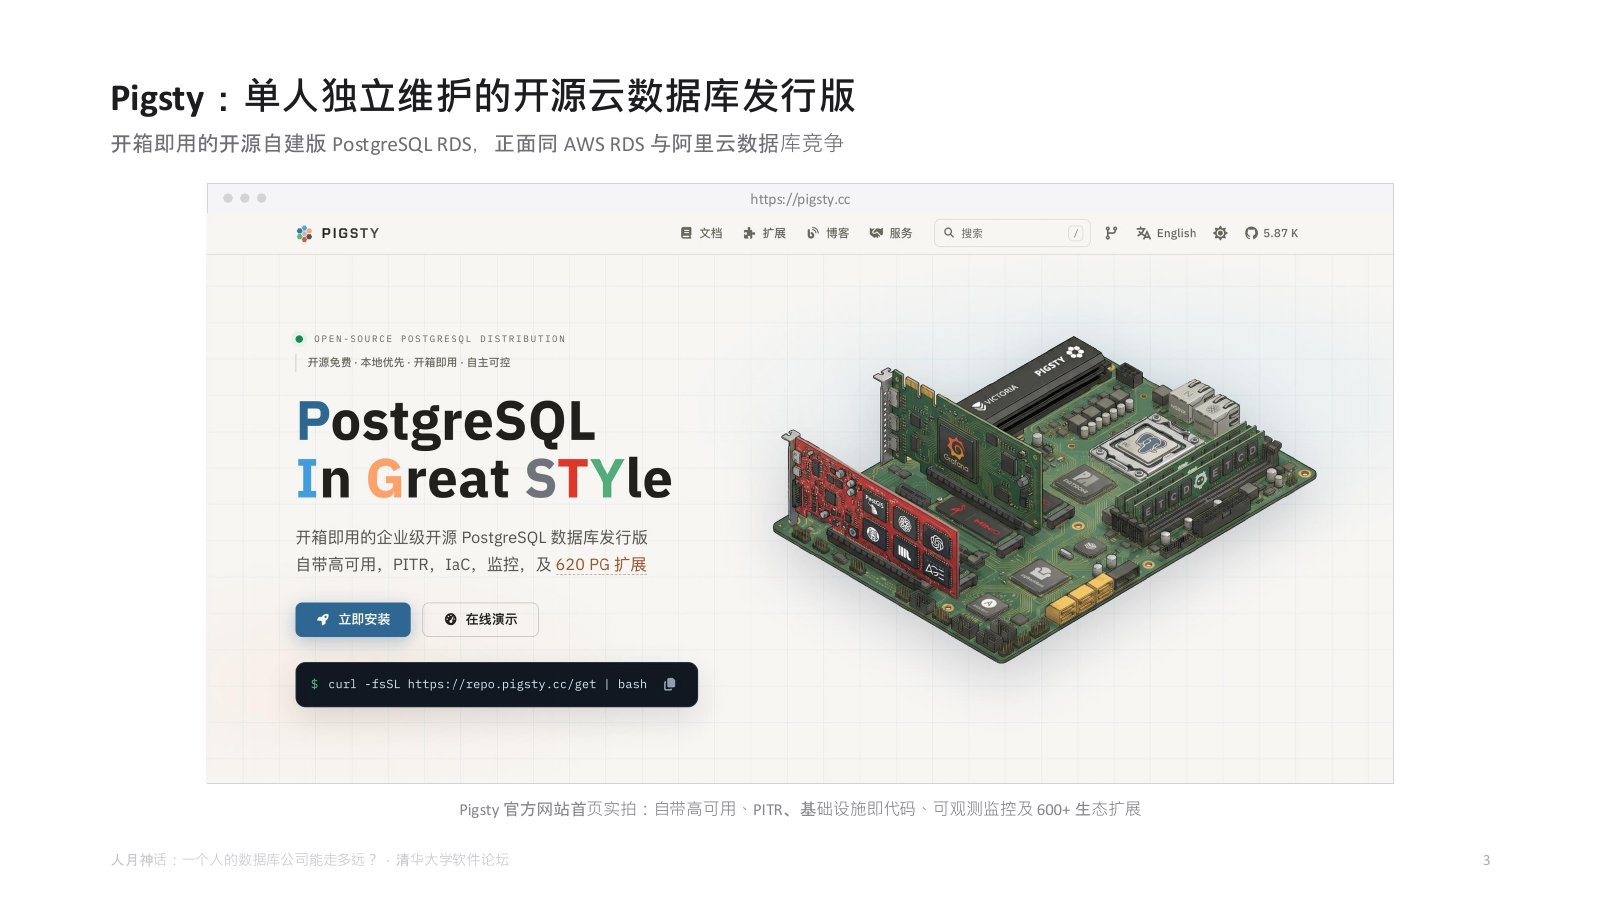 Pigsty：单人独立维护的开源云数据库发行版
开箱即用的开源自建版 PostgreSQL RDS， 正面同 AWS RDS 与阿里云数据库竞争
https://pigsty.cc
PIGSTY
文档
扩展
博客
服务
搜索
/
English
5.87 K
OPEN-SOURCE POSTGRESQL DISTRIBUTION
开源免费 · 本地优先 · 开箱即用 · 自主可控
PostgreSQL
In Great STYle
开箱即用的企业级开源 PostgreSQL 数据库发行版
自带高可用，PITR，IaC，监控，及 620 PG 扩展
立即安装
在线演示
$ curl -fsSL https://repo.pigsty.cc/get | bash
PIGSTY
VICTORIA
Grafana
PostGIS
MINIO
ETCD
ETCD
Pigsty 官方网站首页实拍：自带高可用、PITR、基础设施即代码、可观测监控及 600+ 生态扩展
人月神话：一个人的数据库公司能走多远？ · 清华大学软件论坛
3